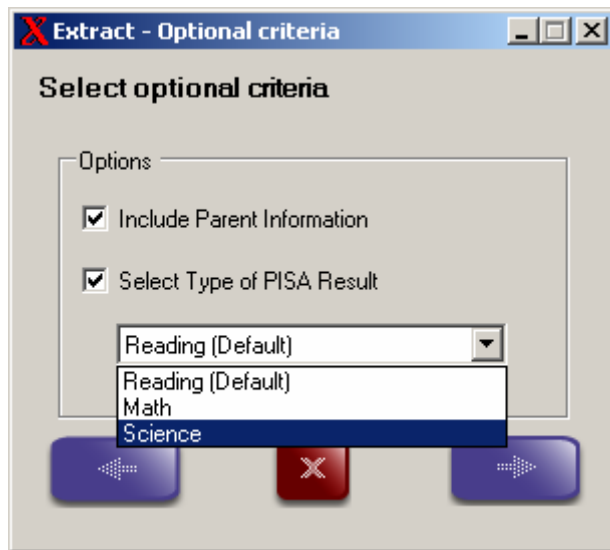 Extract - Optional criteria
Select optional criteria
Options
Include Parent Information
Select Type of PISA Result
Reading (Default)
Reading (Default)
Math
Science